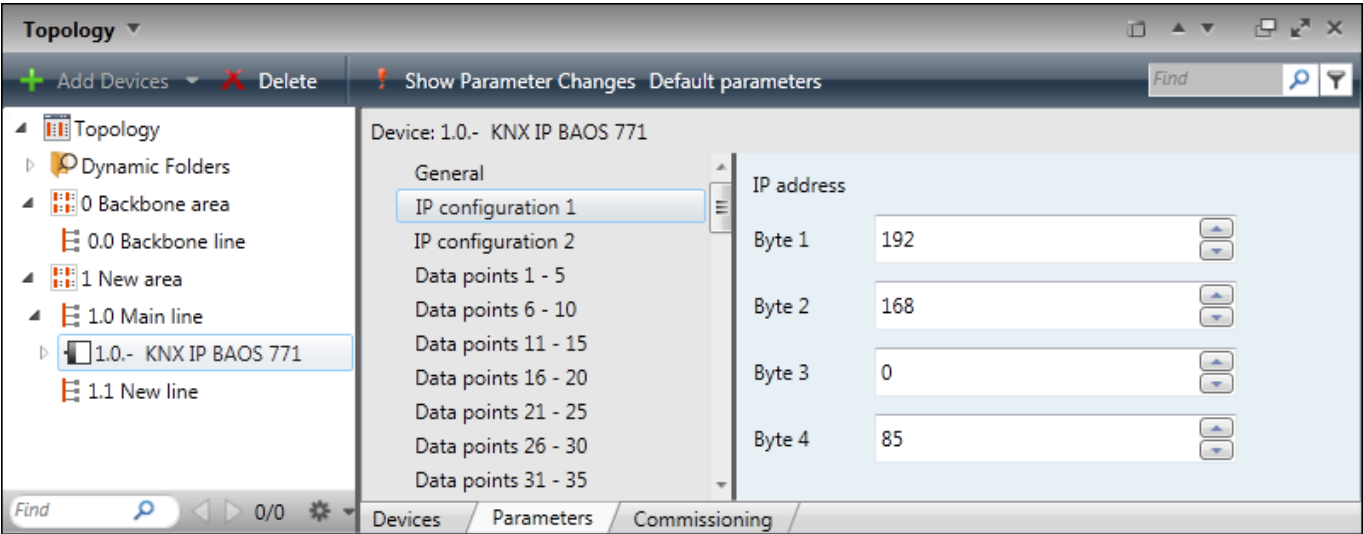 Topology
Add Devices Delete Show Parameter Changes Default parameters Find
Topology
Dynamic Folders
0 Backbone area
0.0 Backbone line
1 New area
1.0 Main line
1.0.- KNX IP BAOS 771
1.1 New line
Find 0/0
Device: 1.0.- KNX IP BAOS 771
General
IP configuration 1
IP configuration 2
Data points 1 - 5
Data points 6 - 10
Data points 11 - 15
Data points 16 - 20
Data points 21 - 25
Data points 26 - 30
Data points 31 - 35
IP address
Byte 1 192
Byte 2 168
Byte 3 0
Byte 4 85
Devices Parameters Commissioning